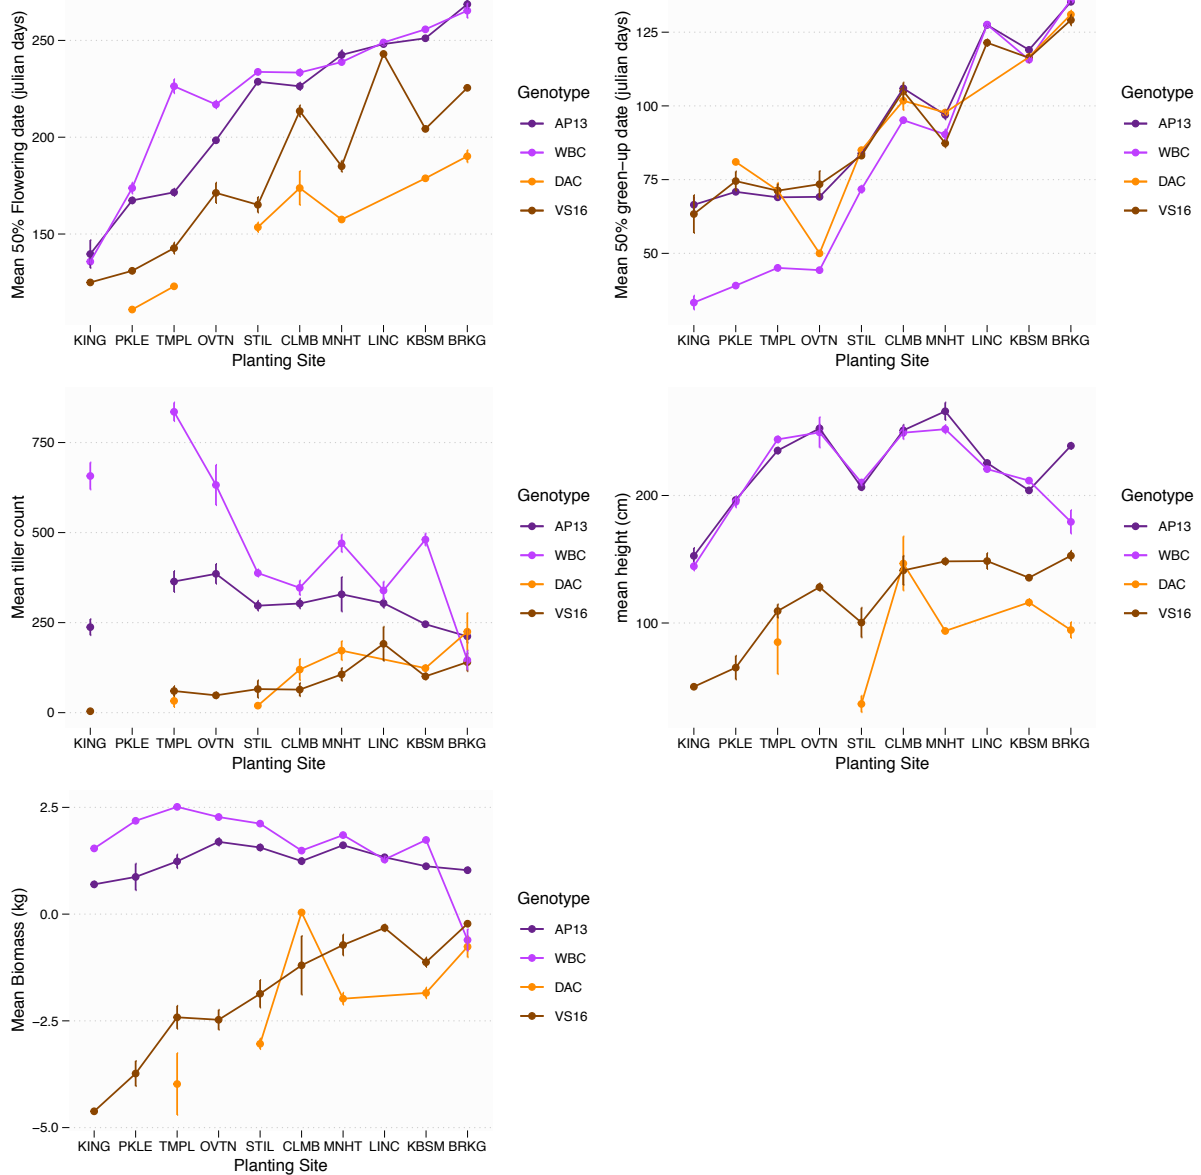 Mean 50% Flowering date (julian days)
250
200
150
KING PKLE TMPL OVTN STIL CLMB MNHT LINC KBSM BRKG
Planting Site
Genotype
AP13
WBC
DAC
VS16
Mean 50% green-up date (julian days)
125
100
75
50
KING PKLE TMPL OVTN STIL CLMB MNHT LINC KBSM BRKG
Planting Site
Genotype
AP13
WBC
DAC
VS16
Mean tiller count
750
500
250
0
KING PKLE TMPL OVTN STIL CLMB MNHT LINC KBSM BRKG
Planting Site
Genotype
AP13
WBC
DAC
VS16
mean height (cm)
200
100
KING PKLE TMPL OVTN STIL CLMB MNHT LINC KBSM BRKG
Planting Site
Genotype
AP13
WBC
DAC
VS16
Mean Biomass (kg)
2.5
0.0
−2.5
−5.0
KING PKLE TMPL OVTN STIL CLMB MNHT LINC KBSM BRKG
Planting Site
Genotype
AP13
WBC
DAC
VS16